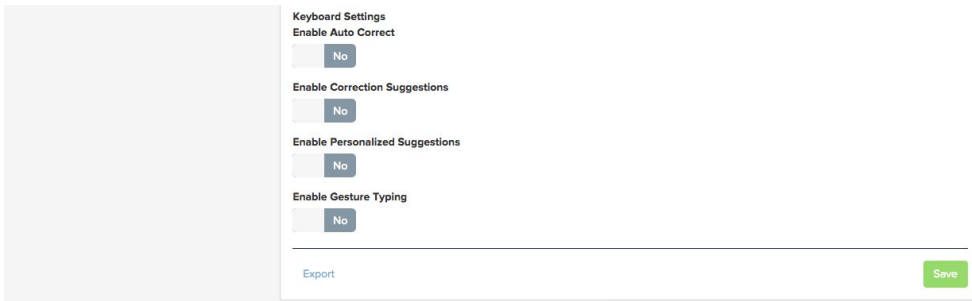 Keyboard Settings
Enable Auto Correct
No
Enable Correction Suggestions
No
Enable Personalized Suggestions
No
Enable Gesture Typing
No
Export Save